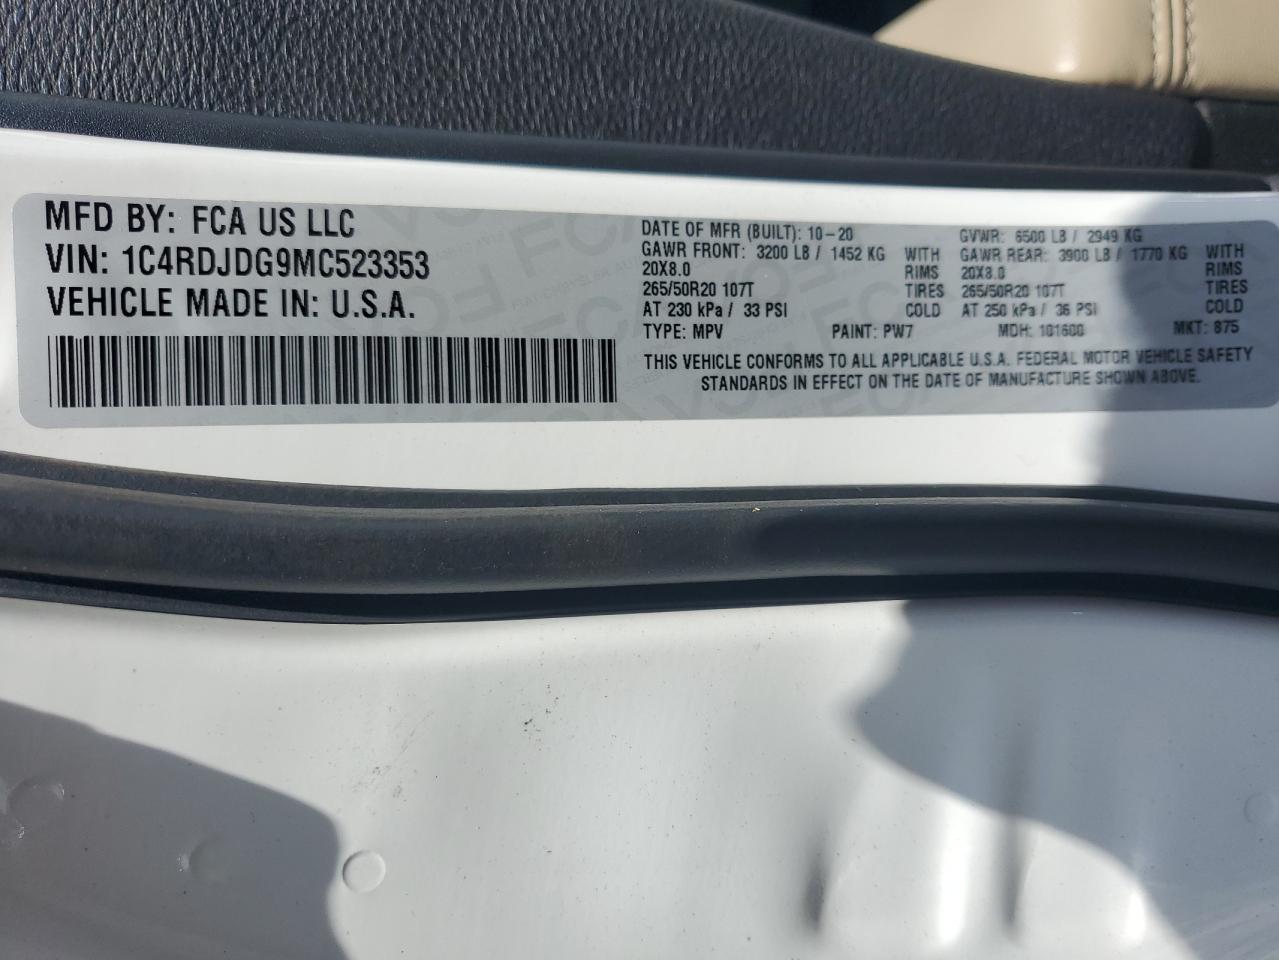 MFD BY: FCA US LLC
VIN: 1C4RDJDG9MC523353
VEHICLE MADE IN: U.S.A.
DATE OF MFR (BUILT): 10-20 GVWR: 6500 LB / 2949 KG
GAWR FRONT: 3200 LB / 1452 KG WITH GAWR REAR: 3900 LB / 1770 KG WITH
20X8.0 RIMS 20X8.0 RIMS
265/50R20 107T TIRES 265/50R20 107T TIRES
AT 230 kPa / 33 PSI COLD AT 250 kPa / 36 PSI COLD
TYPE: MPV PAINT: PW7 MDH: 101600 MKT: 875
THIS VEHICLE CONFORMS TO ALL APPLICABLE U.S.A. FEDERAL MOTOR VEHICLE SAFETY
STANDARDS IN EFFECT ON THE DATE OF MANUFACTURE SHOWN ABOVE.